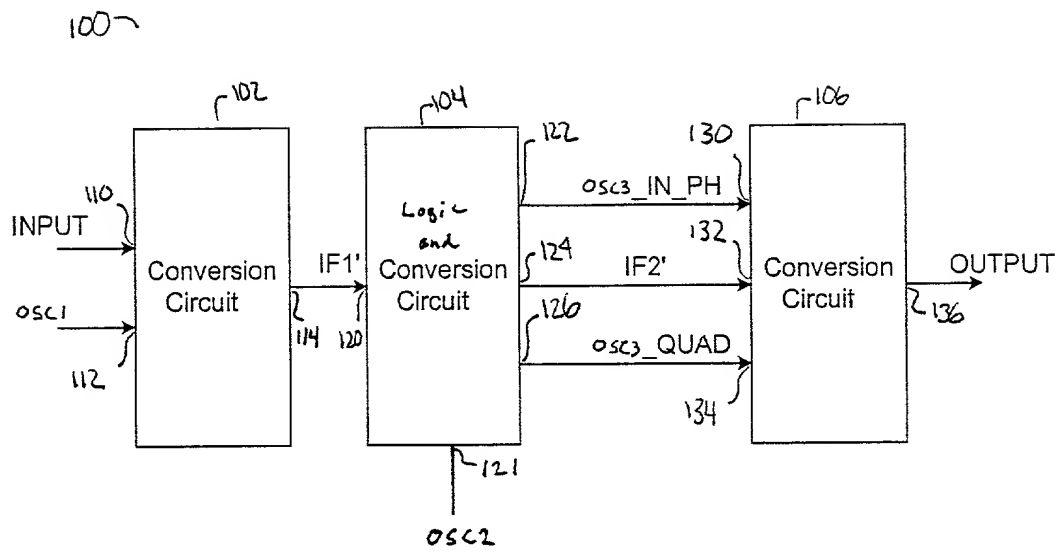 100
102
104
106
110
INPUT
OSC1
112
Conversion
Circuit
114
IF1'
120
Logic
and
Conversion
Circuit
121
OSC2
122
OSC3_IN_PH
130
124
IF2'
132
126
OSC3_QUAD
134
Conversion
Circuit
136
OUTPUT